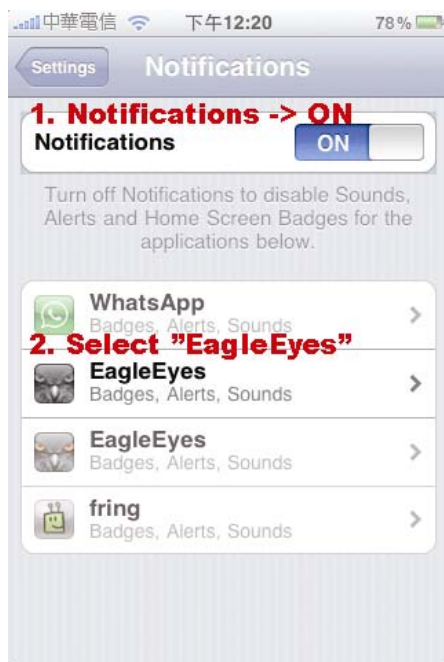 中華電信 下午12:20 78%
Settings Notifications
1. Notifications -> ON
Notifications ON
Turn off Notifications to disable Sounds,
Alerts and Home Screen Badges for the
applications below.
WhatsApp
Badges, Alerts, Sounds
2. Select ”EagleEyes”
EagleEyes
Badges, Alerts, Sounds
EagleEyes
Badges, Alerts, Sounds
fring
Badges, Alerts, Sounds